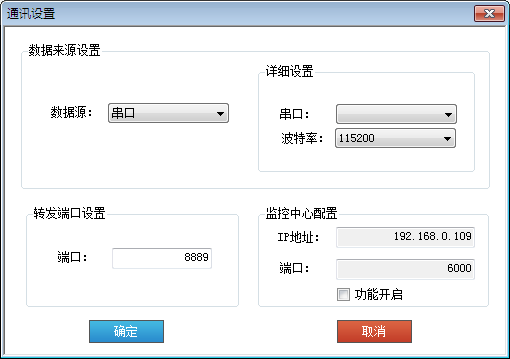 通讯设置
数据来源设置
详细设置
数据源： 串口
串口：
波特率： 115200
转发端口设置
端口： 8889
监控中心配置
IP地址： 192.168.0.109
端口： 6000
功能开启
确定
取消